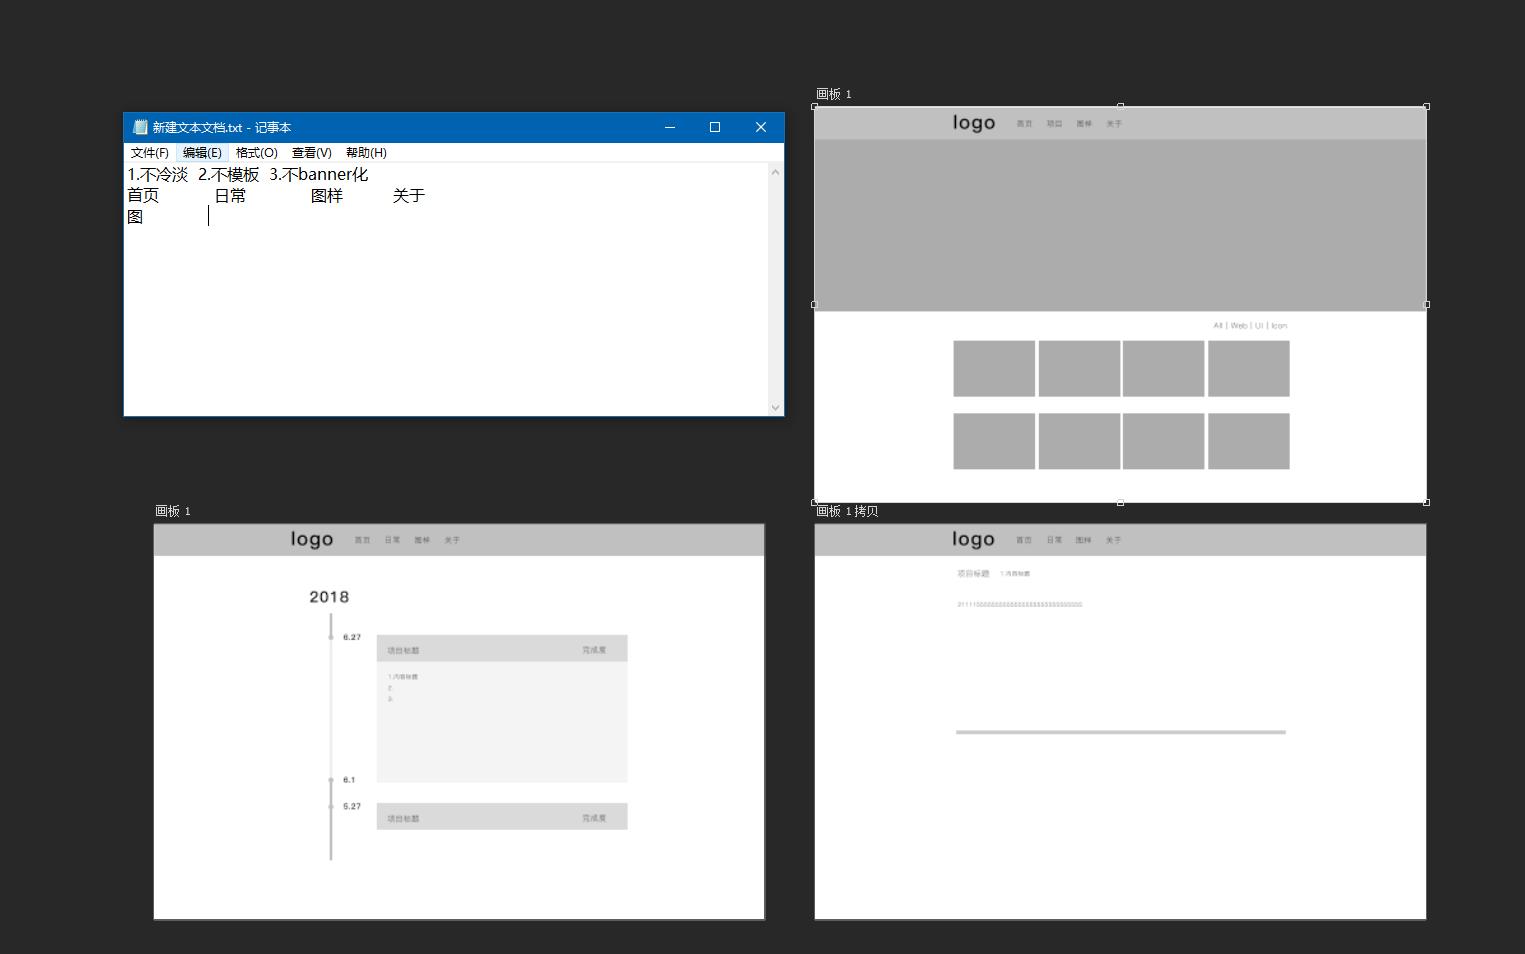 新建文本文档.txt - 记事本
文件(F) 编辑(E) 格式(O) 查看(V) 帮助(H)
1.不冷淡 2.不模板 3.不banner化
首页 日常 图样 关于
图
画板 1
logo 首页 项目 图样 关于
All | Web | UI | Icon
画板 1
logo 首页 日常 图样 关于
2018
6.27
项目标题 完成度
1.内容标题
2.
3.
6.1
5.27
项目标题 完成度
画板 1 拷贝
logo 首页 日常 图样 关于
项目标题 1.内容标题